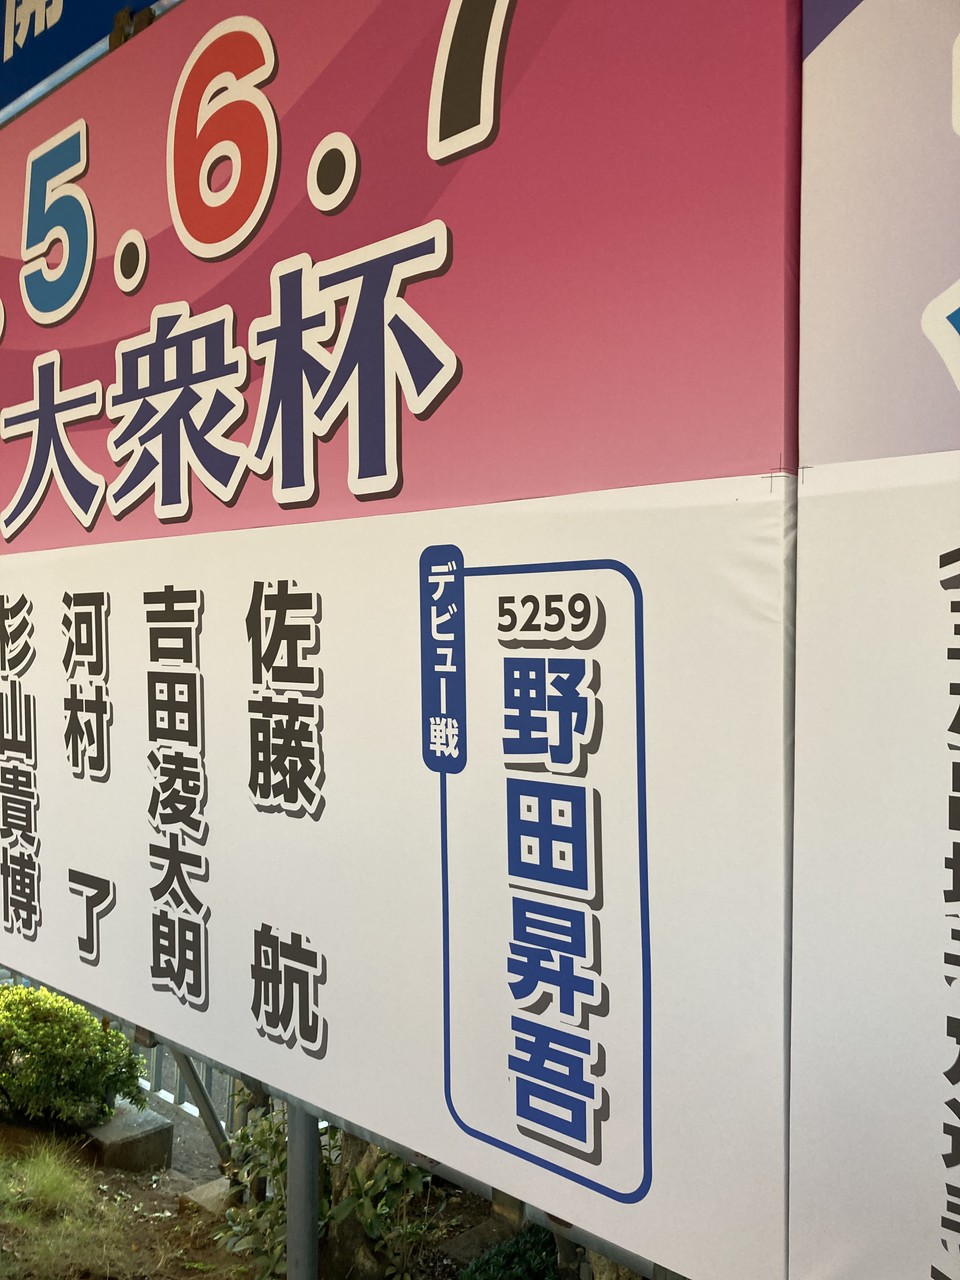 開
5.6.7
大衆杯
デビュー戦
5259
野田昇吾
佐藤 航
吉田凌太朗
河村 了
杉山貴博